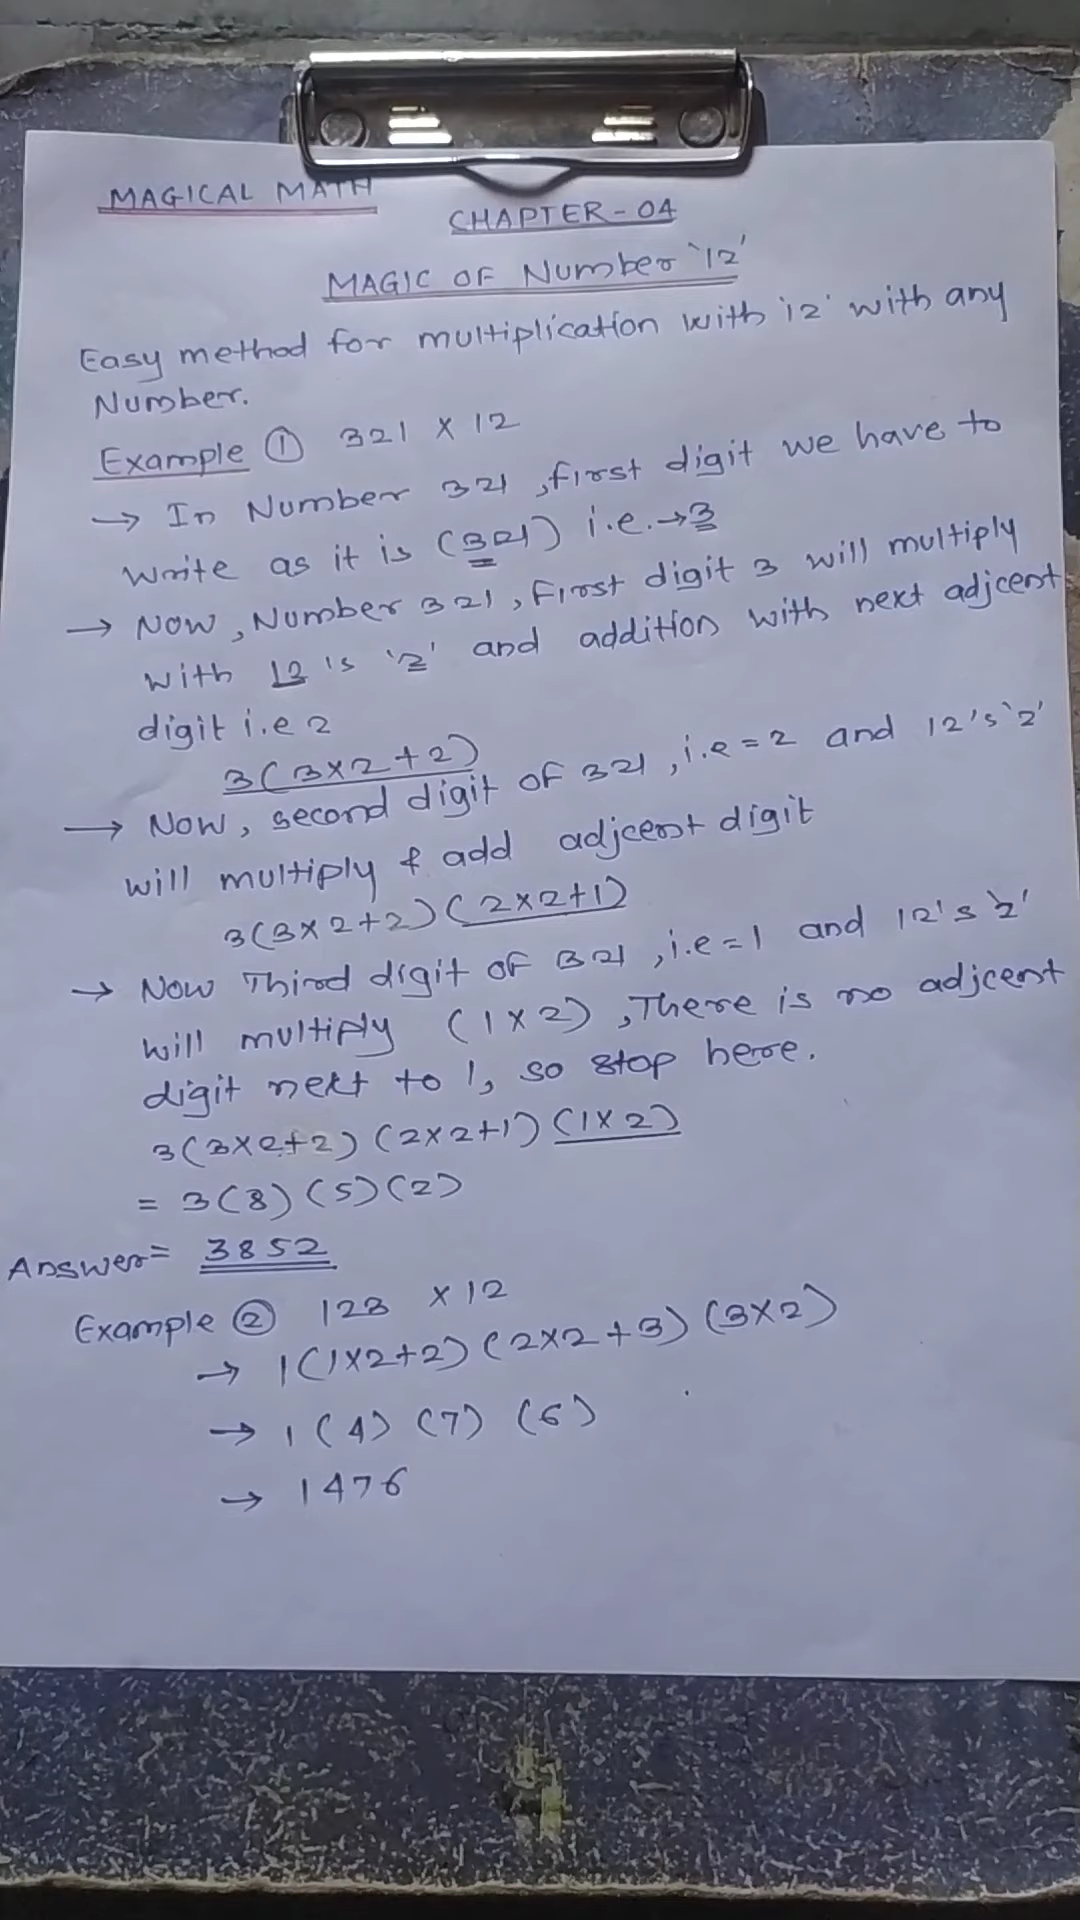 MAGICAL MATH
CHAPTER-04
MAGIC OF Number '12'
Easy method for multiplication with '12' with any
Number.
Example ① 321 x 12
→ In Number 321, first digit we have to
Write as it is (321) i.e. → 3
→ Now, Number 321, First digit 3 will multiply
with 12 is '2' and addition with next adjcent
digit i.e 2
3(3x2+2)
→ Now, second digit of 321, i.e = 2 and 12's '2'
will multiply & add adjcent digit
3(3x2+2)(2x2+1)
→ Now Third digit of 321, i.e = 1 and 12's '2'
will multiply (1x2), There is no adjcent
digit next to 1, so stop here.
3(3x2+2)(2x2+1)(1x2)
= 3(8)(5)(2)
Answer= 3852
Example ② 123 x 12
→ 1(1x2+2)(2x2+3)(3x2)
→ 1(4)(7)(6)
→ 1476